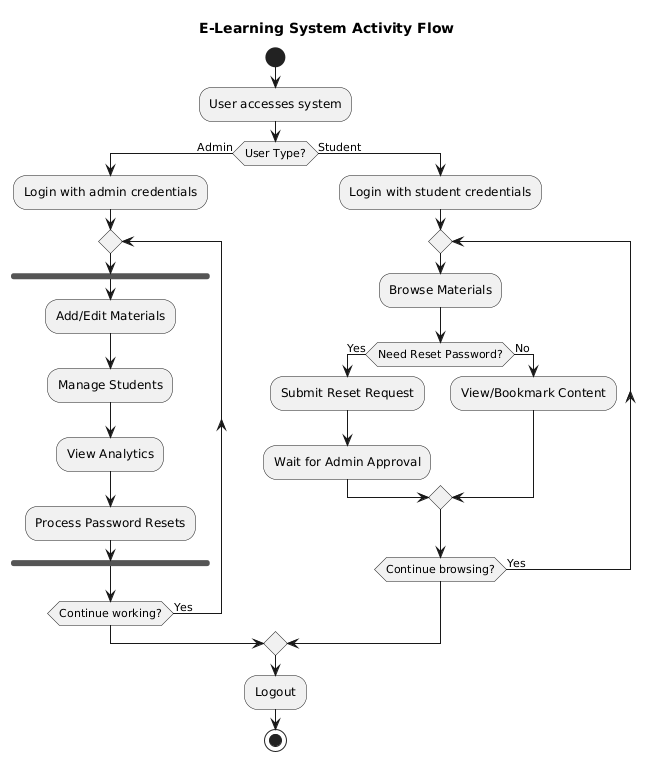 E-Learning System Activity Flow
User accesses system
User Type?
Admin
Student
Login with admin credentials
Add/Edit Materials
Manage Students
View Analytics
Process Password Resets
Continue working?
Yes
Login with student credentials
Browse Materials
Need Reset Password?
Yes
No
Submit Reset Request
Wait for Admin Approval
View/Bookmark Content
Continue browsing?
Yes
Logout